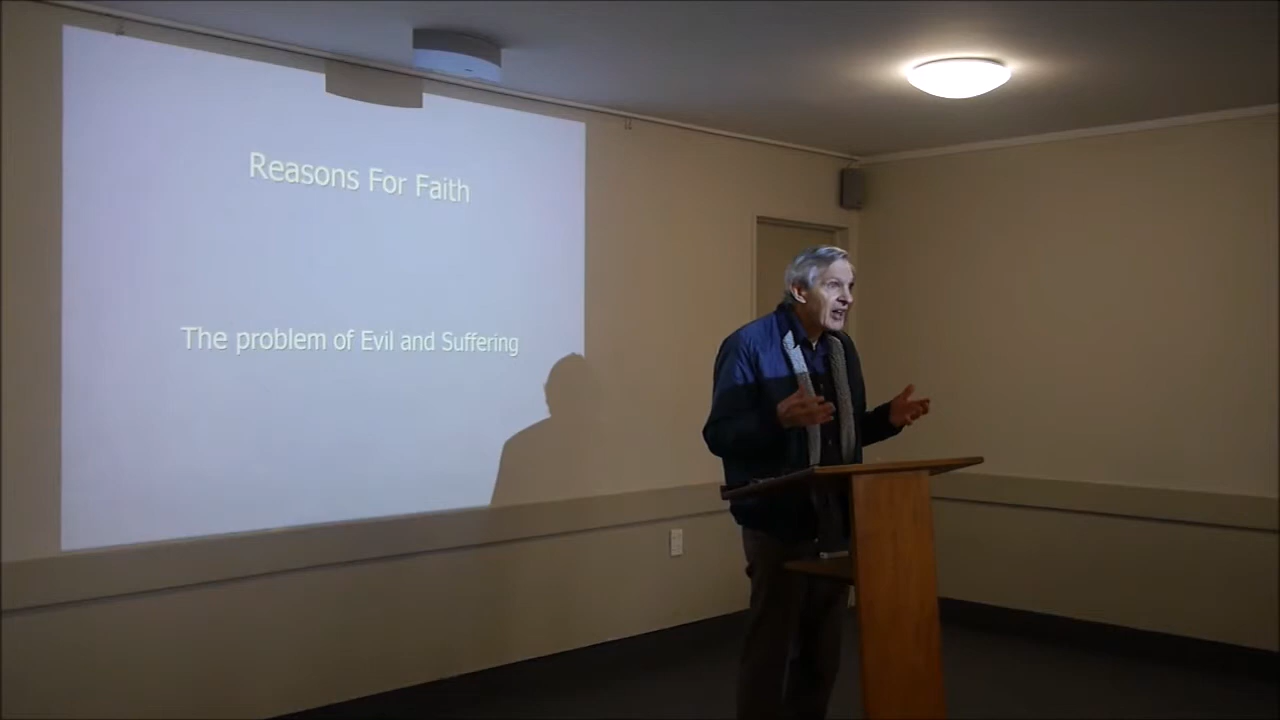 Reasons For Faith
The problem of Evil and Suffering